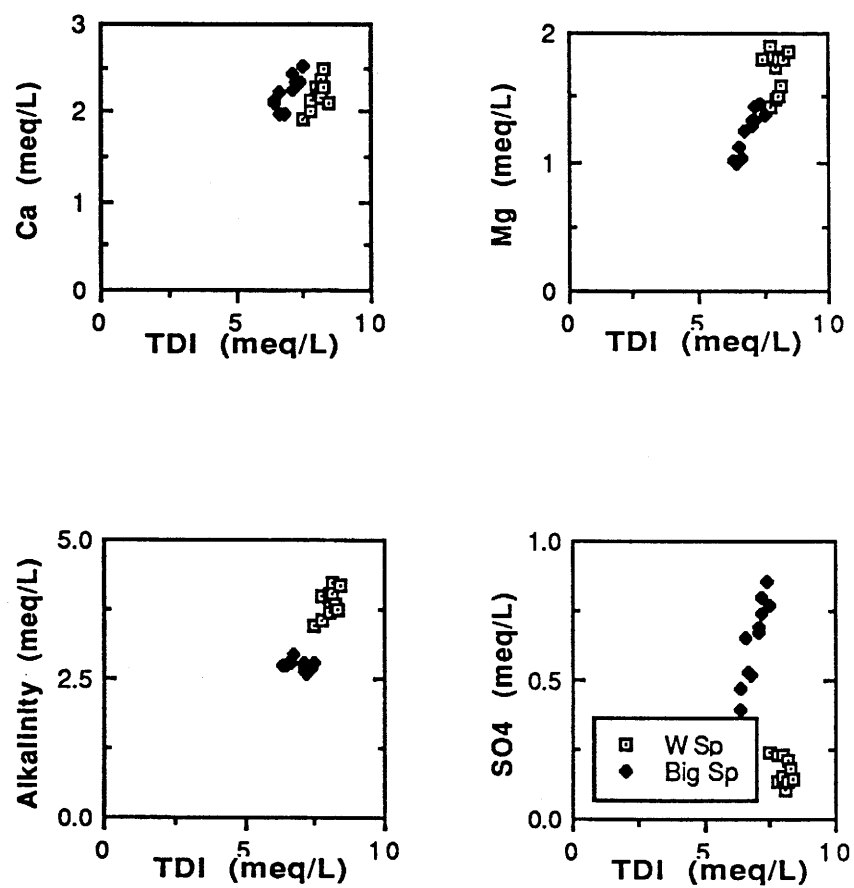 3
2
1
0
Ca (meq/L)
0 5 10
TDI (meq/L)
2
1
0
Mg (meq/L)
0 5 10
TDI (meq/L)
5.0
2.5
0.0
Alkalinity (meq/L)
0 5 10
TDI (meq/L)
1.0
0.5
0.0
SO4 (meq/L)
W Sp
Big Sp
0 5 10
TDI (meq/L)